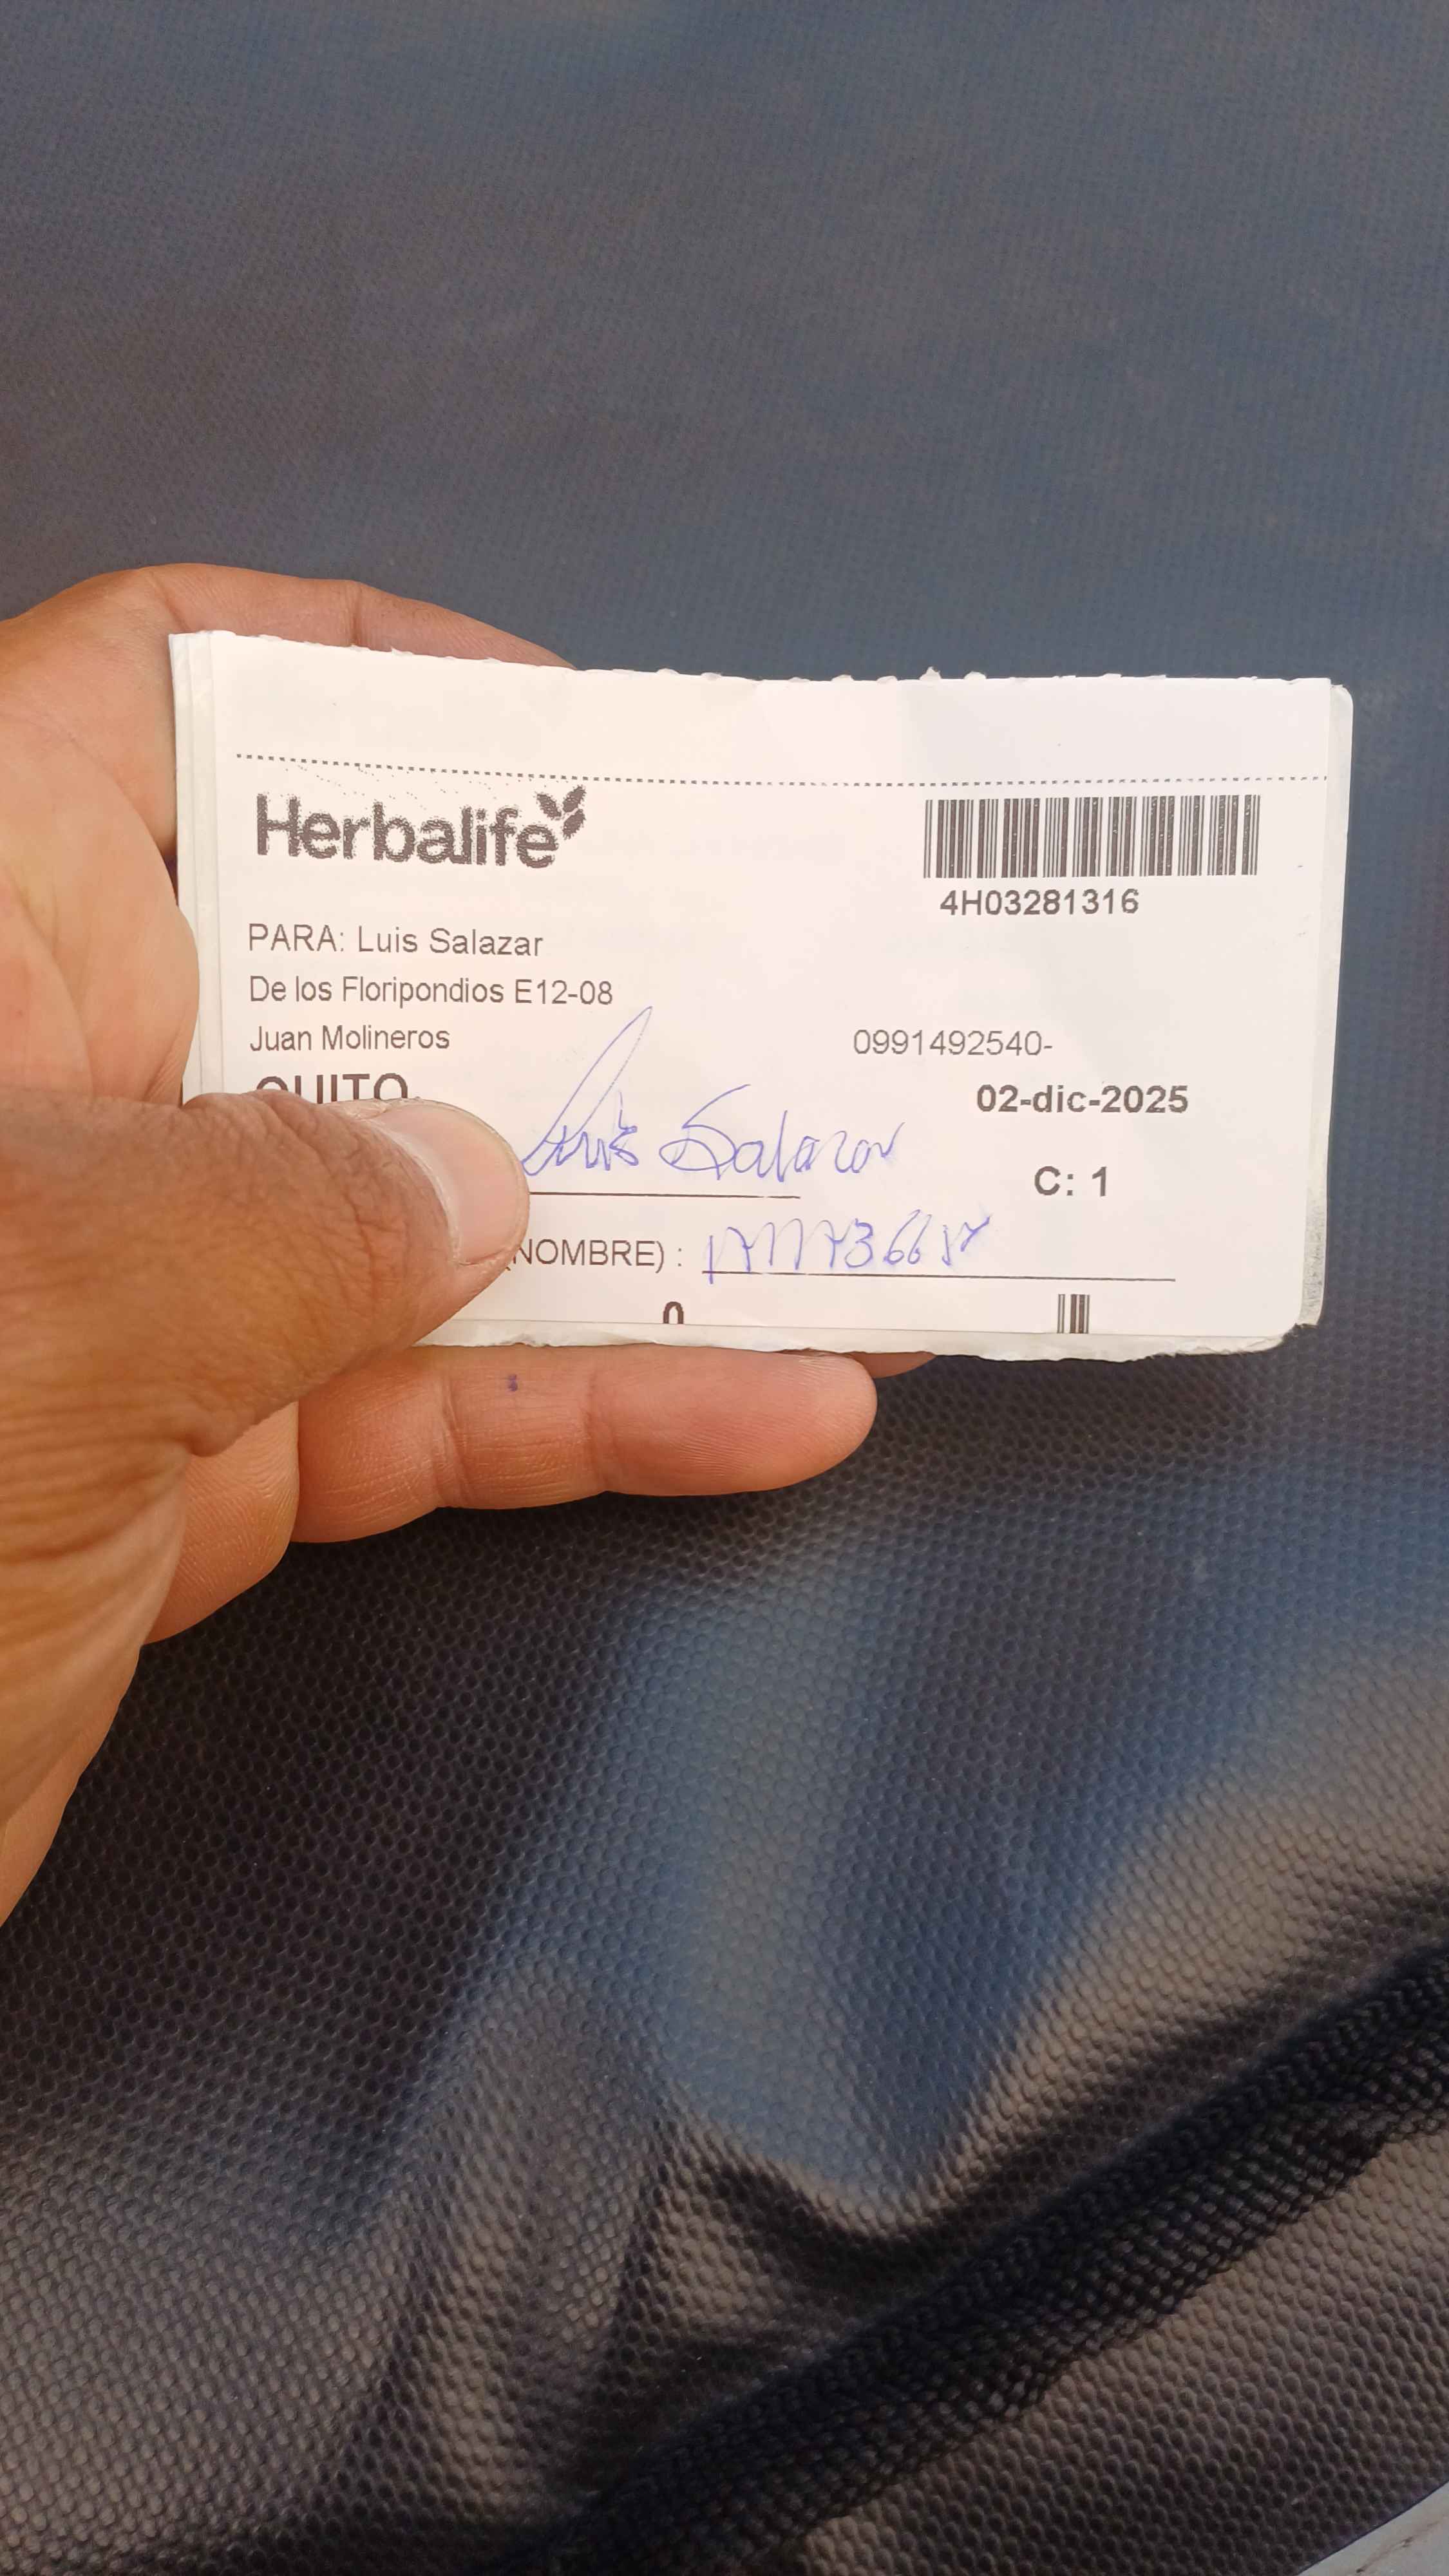 Herbalife
4H03281316
PARA: Luis Salazar
De los Floripondios E12-08
Juan Molineros
0991492540-
QUITO
02-dic-2025
Luis Salazar
C: 1
(NOMBRE) :